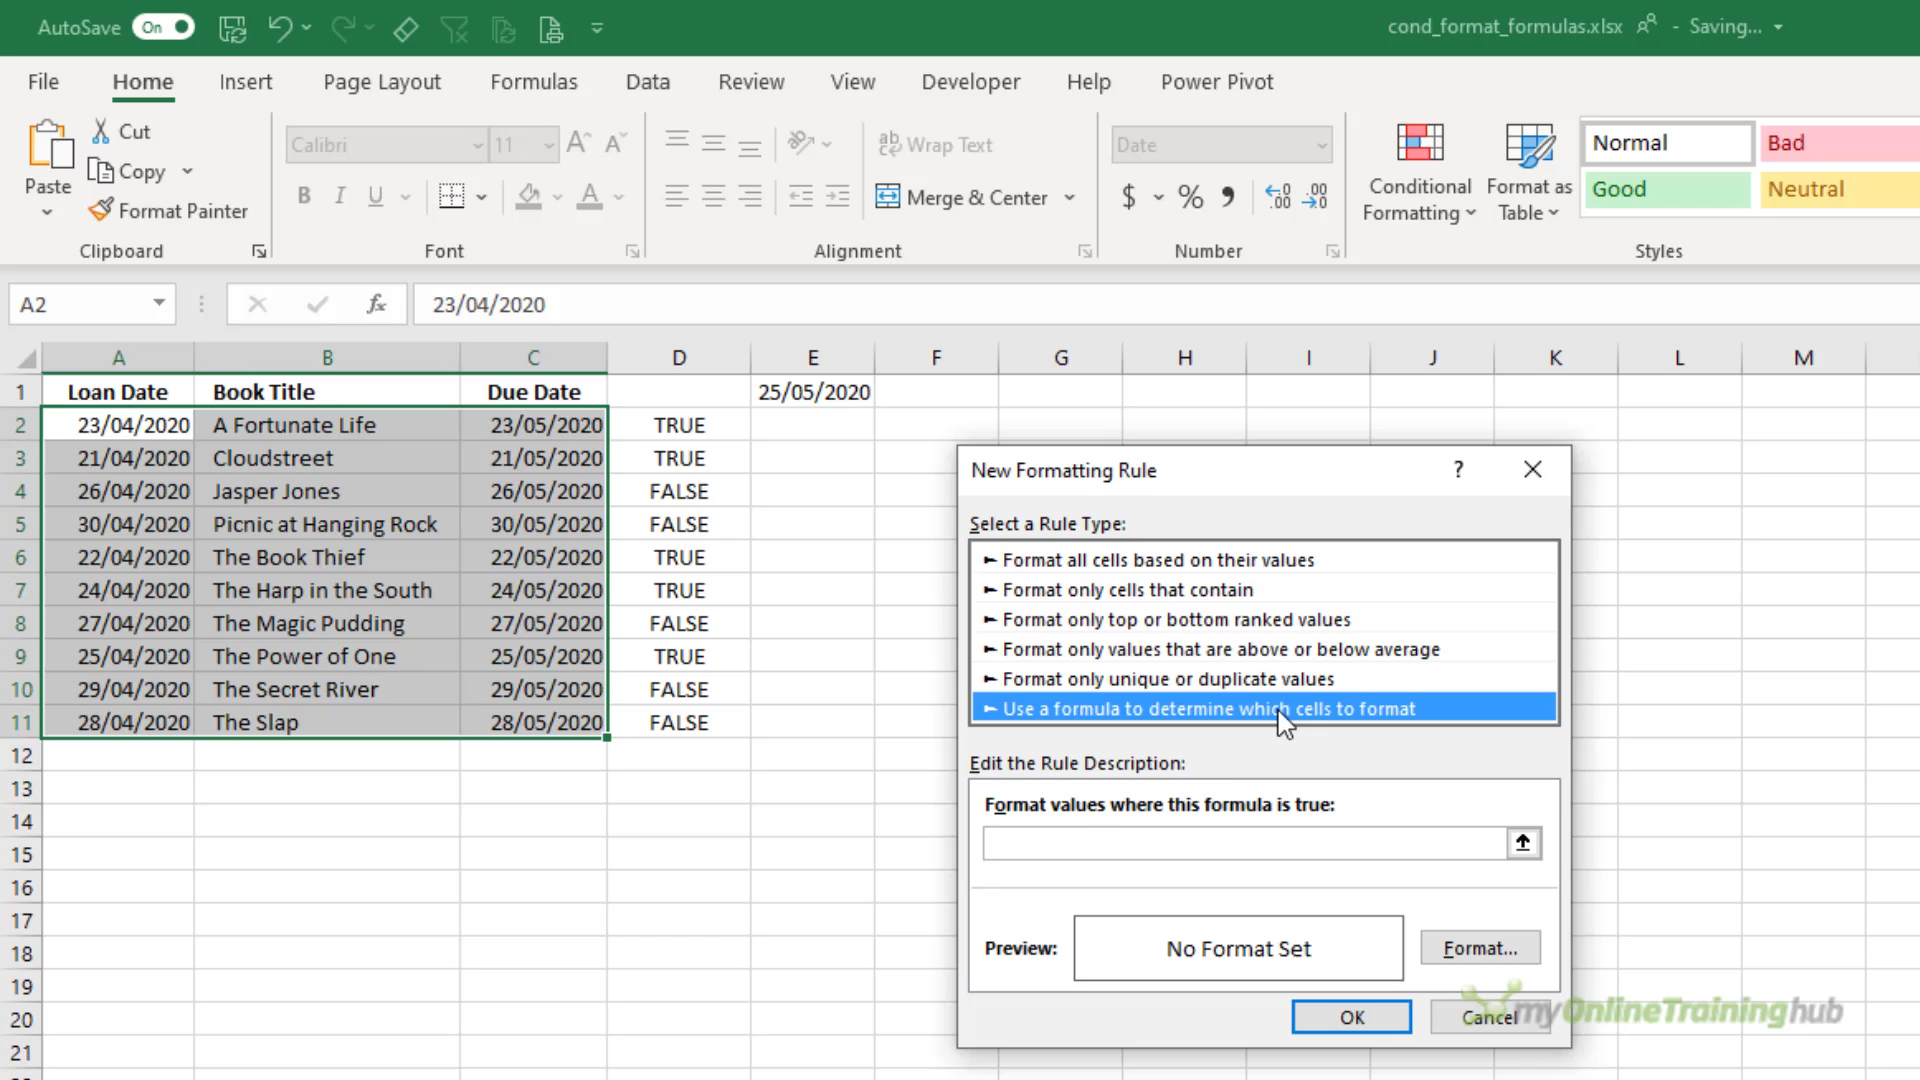 AutoSave On cond_format_formulas.xlsx - Saving...
File Home Insert Page Layout Formulas Data Review View Developer Help Power Pivot
Paste Cut Copy Format Painter Clipboard
Calibri 11 A A B I U A Font
ab Wrap Text Merge & Center Alignment
Date $ % , .00 .00 Number
Conditional Formatting Format as Table Normal Bad Good Neutral Styles
A2 fx 23/04/2020
A B C D E F G H I J K L M
1 Loan Date Book Title Due Date 25/05/2020
2 23/04/2020 A Fortunate Life 23/05/2020 TRUE
3 21/04/2020 Cloudstreet 21/05/2020 TRUE
4 26/04/2020 Jasper Jones 26/05/2020 FALSE
5 30/04/2020 Picnic at Hanging Rock 30/05/2020 FALSE
6 22/04/2020 The Book Thief 22/05/2020 TRUE
7 24/04/2020 The Harp in the South 24/05/2020 TRUE
8 27/04/2020 The Magic Pudding 27/05/2020 FALSE
9 25/04/2020 The Power of One 25/05/2020 TRUE
10 29/04/2020 The Secret River 29/05/2020 FALSE
11 28/04/2020 The Slap 28/05/2020 FALSE
12
13
14
15
16
17
18
19
20
21
New Formatting Rule ?
Select a Rule Type:
Format all cells based on their values
Format only cells that contain
Format only top or bottom ranked values
Format only values that are above or below average
Format only unique or duplicate values
Use a formula to determine which cells to format
Edit the Rule Description:
Format values where this formula is true:
Preview: No Format Set Format...
OK Cancel
myOnlineTraininghub